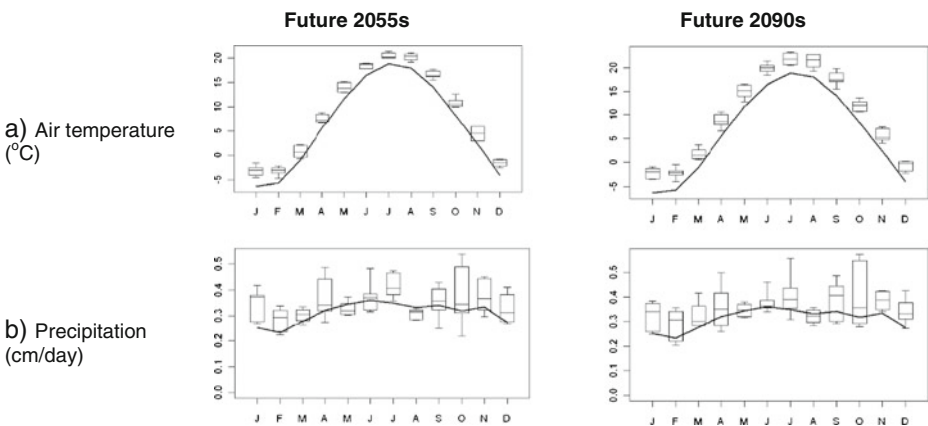 Future 2055s
Future 2090s
a) Air temperature
(°C)
20
15
10
5
0
-5
J F M A M J J A S O N D
20
15
10
5
0
-5
J F M A M J J A S O N D
b) Precipitation
(cm/day)
0.5
0.4
0.3
0.2
0.1
0.0
J F M A M J J A S O N D
0.5
0.4
0.3
0.2
0.1
0.0
J F M A M J J A S O N D